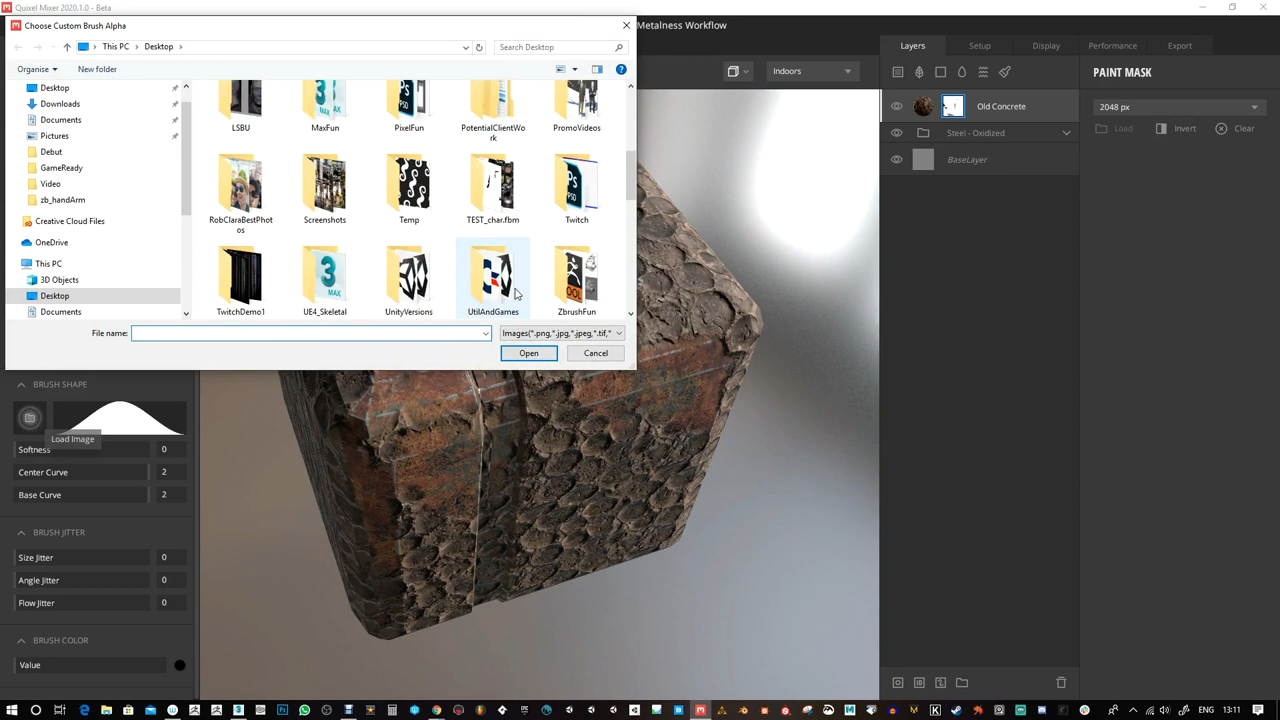 Quixel Mixer 2020.1.0 - Beta
Choose Custom Brush Alpha
Metalness Workflow
This PC
Desktop
Search Desktop
Organise
New folder
Desktop
Downloads
Documents
Pictures
Debut
GameReady
Video
zb_handArm
Creative Cloud Files
OneDrive
This PC
3D Objects
Desktop
Documents
LSBU
MaxFun
PixelFun
PotentialClientWo
rk
PromoVideos
RobClaraBestPhot
os
Screenshots
Temp
TEST_char.fbm
Twitch
TwitchDemo1
UE4_Skeletal
UnityVersions
UtilAndGames
ZbrushFun
File name:
Images(*.png,*.jpg,*.jpeg,*.tif,*
Open
Cancel
Indoors
Layers
Setup
Display
Performance
Export
PAINT MASK
2048 px
Load
Invert
Clear
Old Concrete
Steel - Oxidized
BaseLayer
BRUSH SHAPE
Load Image
Softness 0
Center Curve 2
Base Curve 2
BRUSH JITTER
Size Jitter 0
Angle Jitter 0
Flow Jitter 0
BRUSH COLOR
Value
ENG
13:11